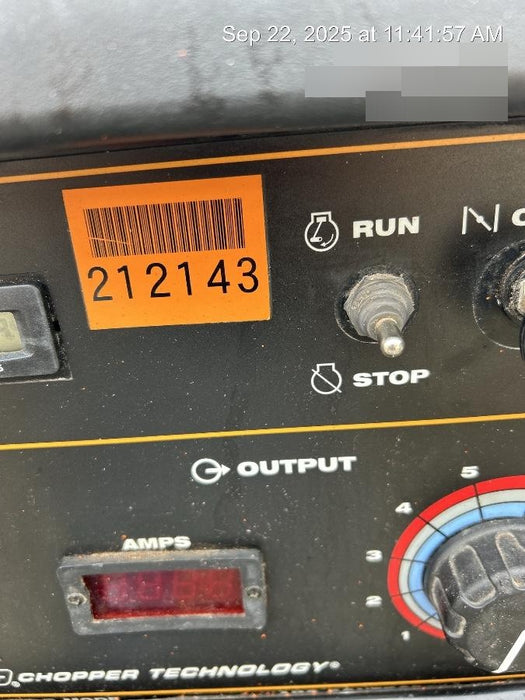 Sep 22, 2025 at 11:41:57 AM
212143
RUN
STOP
OUTPUT
5
4
AMPS
3
2
1
CHOPPER TECHNOLOGY®